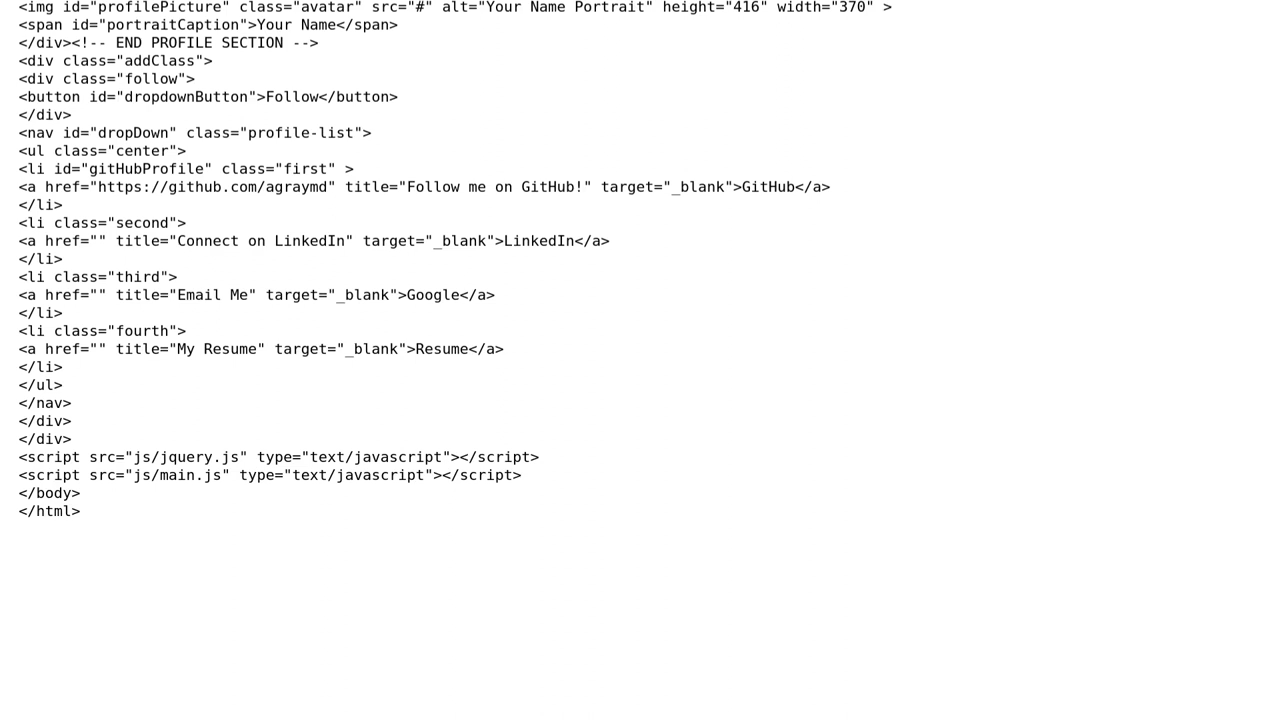 <img id="profilePicture" class="avatar" src="#" alt="Your Name Portrait" height="416" width="370" >
<span id="portraitCaption">Your Name</span>
</div><!-- END PROFILE SECTION -->
<div class="addClass">
<div class="follow">
<button id="dropdownButton">Follow</button>
</div>
<nav id="dropDown" class="profile-list">
<ul class="center">
<li id="gitHubProfile" class="first" >
<a href="https://github.com/agraymd" title="Follow me on GitHub!" target="_blank">GitHub</a>
</li>
<li class="second">
<a href="" title="Connect on LinkedIn" target="_blank">LinkedIn</a>
</li>
<li class="third">
<a href="" title="Email Me" target="_blank">Google</a>
</li>
<li class="fourth">
<a href="" title="My Resume" target="_blank">Resume</a>
</li>
</ul>
</nav>
</div>
</div>
<script src="js/jquery.js" type="text/javascript"></script>
<script src="js/main.js" type="text/javascript"></script>
</body>
</html>